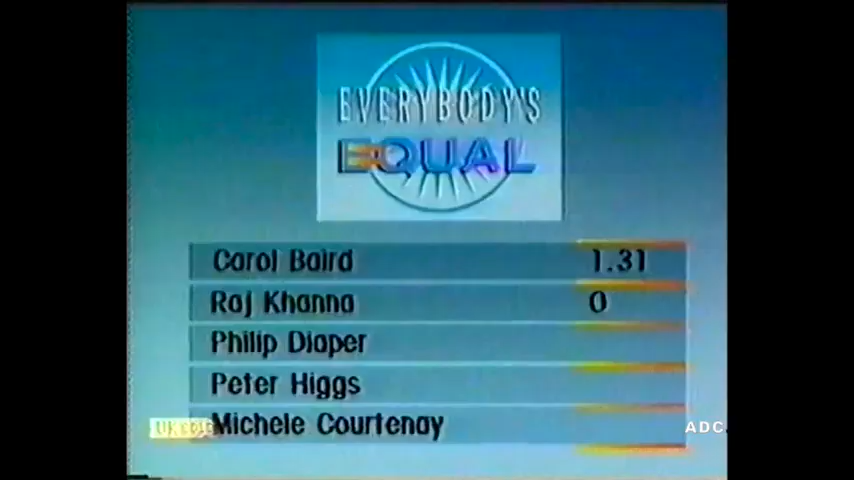 EVERYBODY'S
EQUAL
Carol Baird 1.31
Raj Khanna 0
Philip Diaper
Peter Higgs
Michele Courtenay
ADC